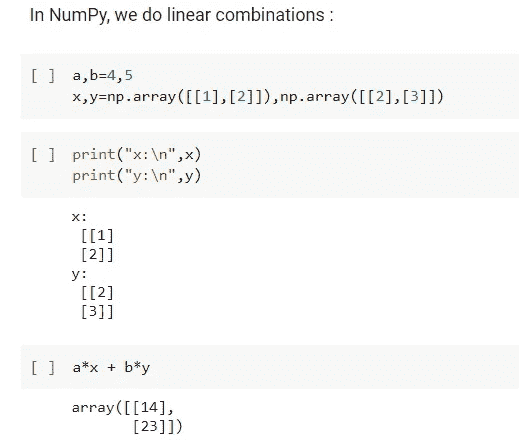 In NumPy, we do linear combinations :
[ ] a,b=4,5
x,y=np.array([[1],[2]]),np.array([[2],[3]])
[ ] print("x:\n",x)
print("y:\n",y)
x:
[[1]
[2]]
y:
[[2]
[3]]
[ ] a*x + b*y
array([[14],
[23]])